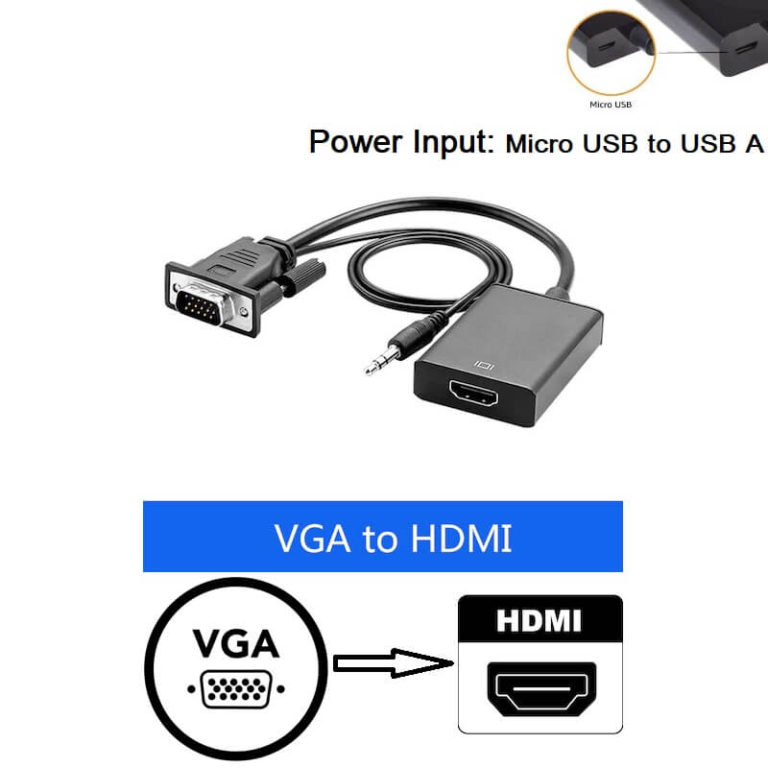 Micro USB
Power Input: Micro USB to USB A
VGA to HDMI
VGA
HDMI